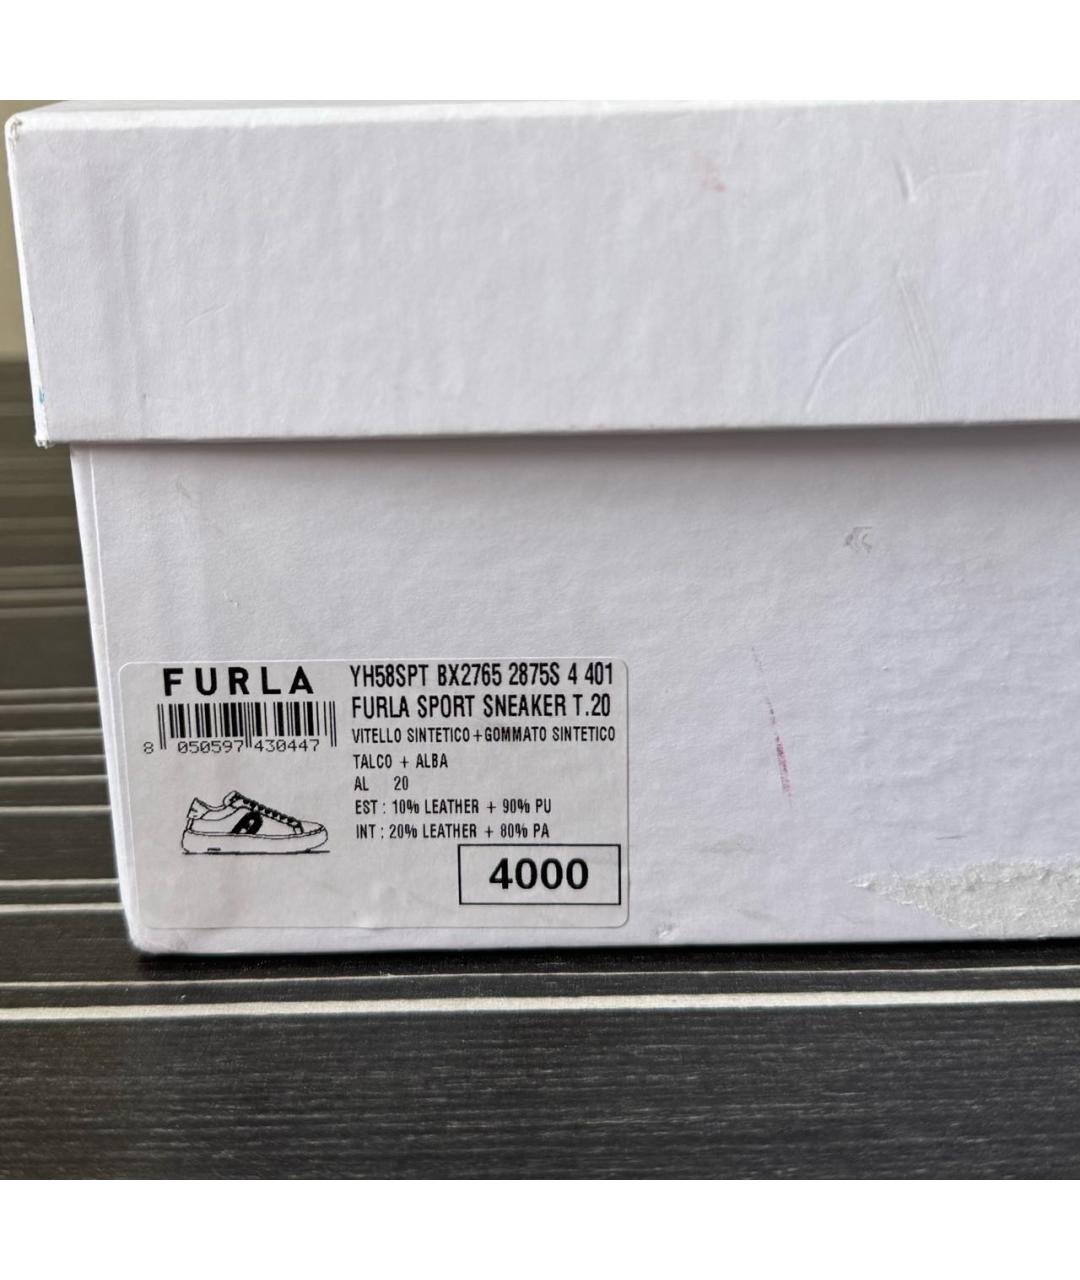 FURLA
8 050597 430447
YH58SPT BX2765 2875S 4 401
FURLA SPORT SNEAKER T.20
VITELLO SINTETICO+GOMMATO SINTETICO
TALCO + ALBA
AL 20
EST : 10% LEATHER + 90% PU
INT : 20% LEATHER + 80% PA
4000